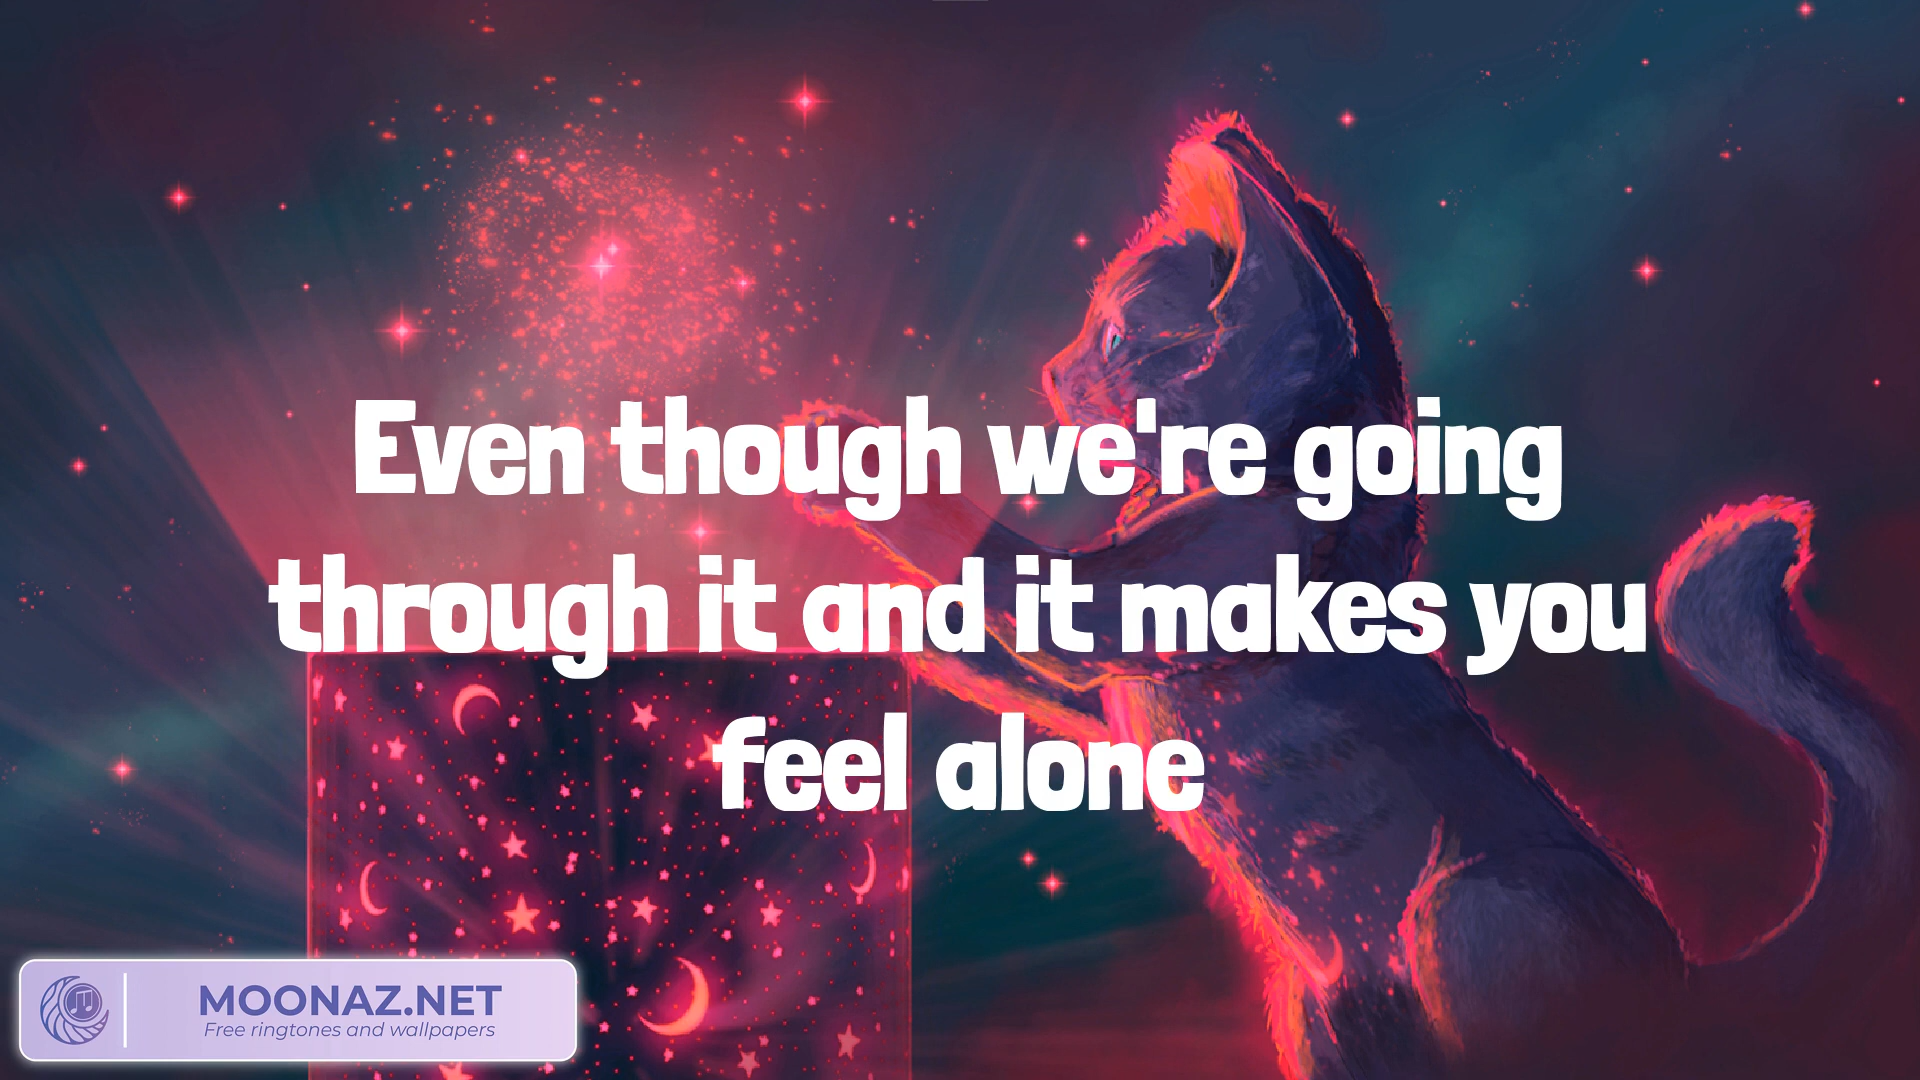 Even though we're going
through it and it makes you
feel alone
MOONAZ.NET
Free ringtones and wallpapers